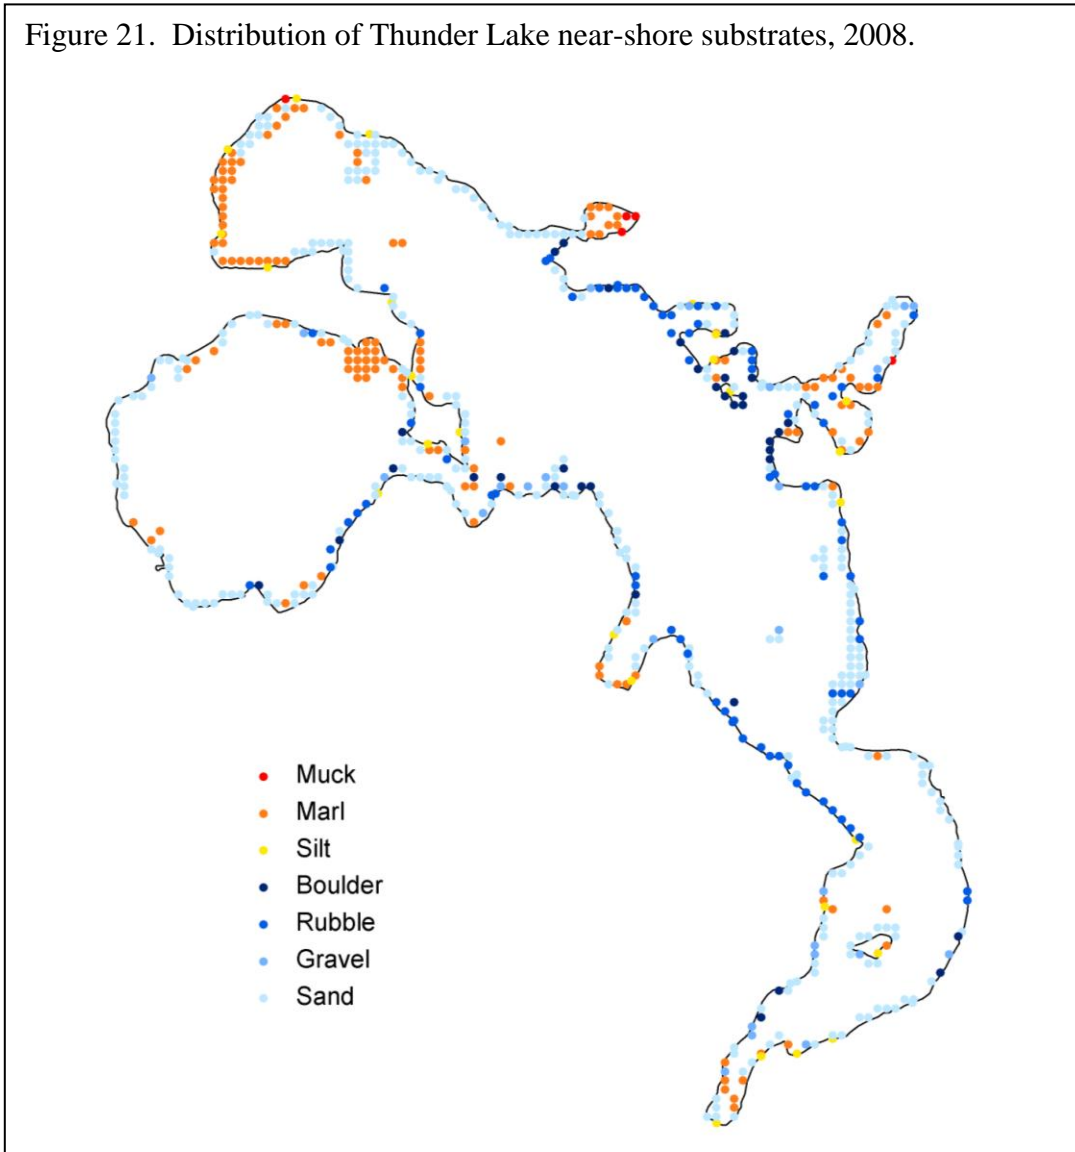 Figure 21. Distribution of Thunder Lake near-shore substrates, 2008.
Muck
Marl
Silt
Boulder
Rubble
Gravel
Sand